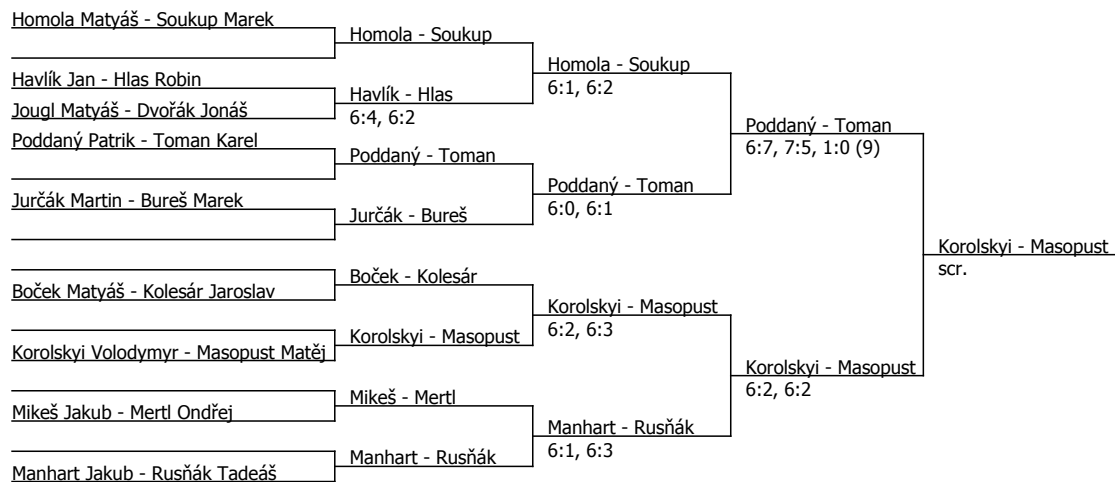 Homola Matyáš - Soukup Marek
Havlík Jan - Hlas Robin
Jougl Matyáš - Dvořák Jonáš
Poddaný Patrik - Toman Karel
Jurčák Martin - Bureš Marek
Boček Matyáš - Kolesár Jaroslav
Korolskyi Volodymyr - Masopust Matěj
Mikeš Jakub - Mertl Ondřej
Manhart Jakub - Rusňák Tadeáš
Homola - Soukup
Havlík - Hlas
6:4, 6:2
Poddaný - Toman
Jurčák - Bureš
Boček - Kolesár
Korolskyi - Masopust
Mikeš - Mertl
Manhart - Rusňák
Homola - Soukup
6:1, 6:2
Poddaný - Toman
6:0, 6:1
Korolskyi - Masopust
6:2, 6:3
Manhart - Rusňák
6:1, 6:3
Poddaný - Toman
6:7, 7:5, 1:0 (9)
Korolskyi - Masopust
6:2, 6:2
Korolskyi - Masopust
scr.